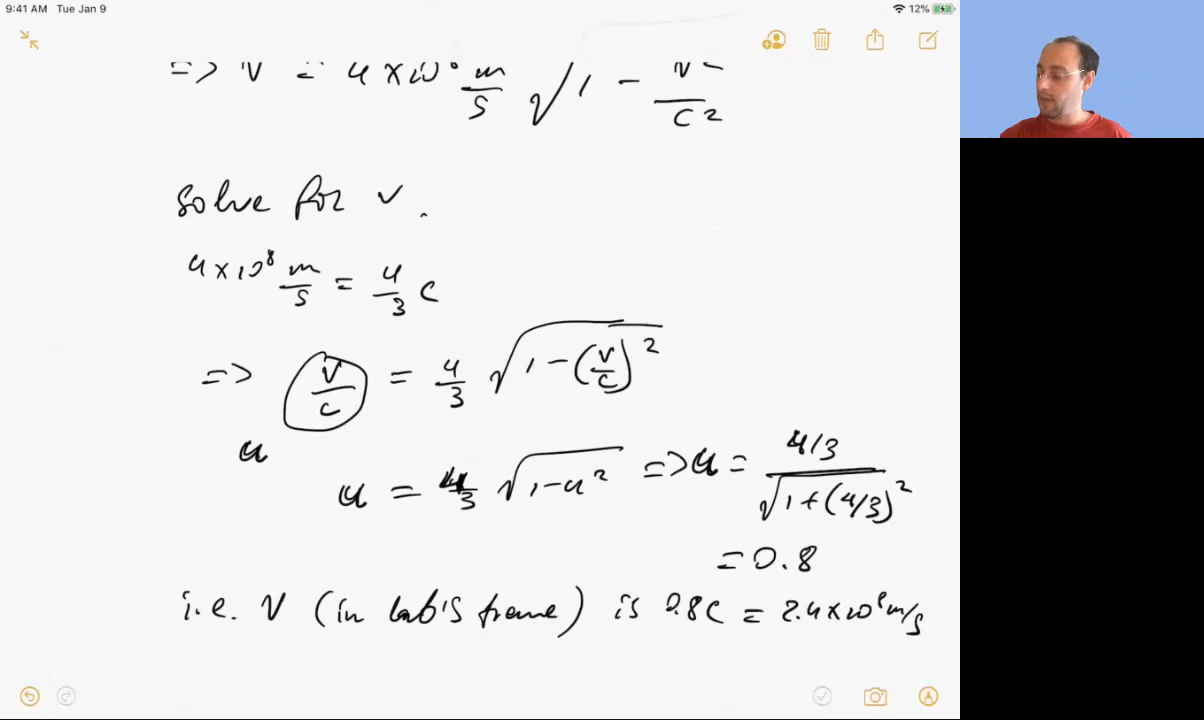 9:41 AM Tue Jan 9
12%
=> v = 4 × 10⁸ m/s √1 - v²/c²
solve for v.
4 × 10⁸ m/s = 4/3 c
=> v/c = 4/3 √1 - (v/c)²
u
u = 4/3 √1-u² => u = 4/3 / √1+(4/3)²
= 0.8
i.e. v (in lab's frame) is 0.8c = 2.4×10⁸ m/s